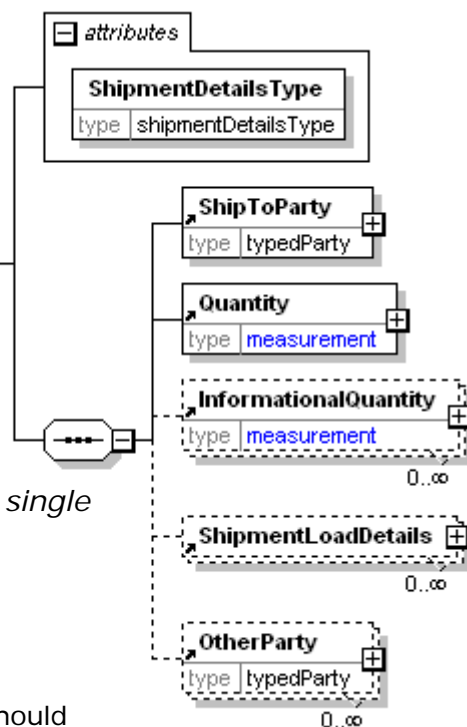 attributes
ShipmentDetailsType
type shipmentDetailsType
ShipToParty
type typedParty
Quantity
type measurement
InformationalQuantity
type measurement
0..∞
single
ShipmentLoadDetails
0..∞
OtherParty
type typedParty
0..∞